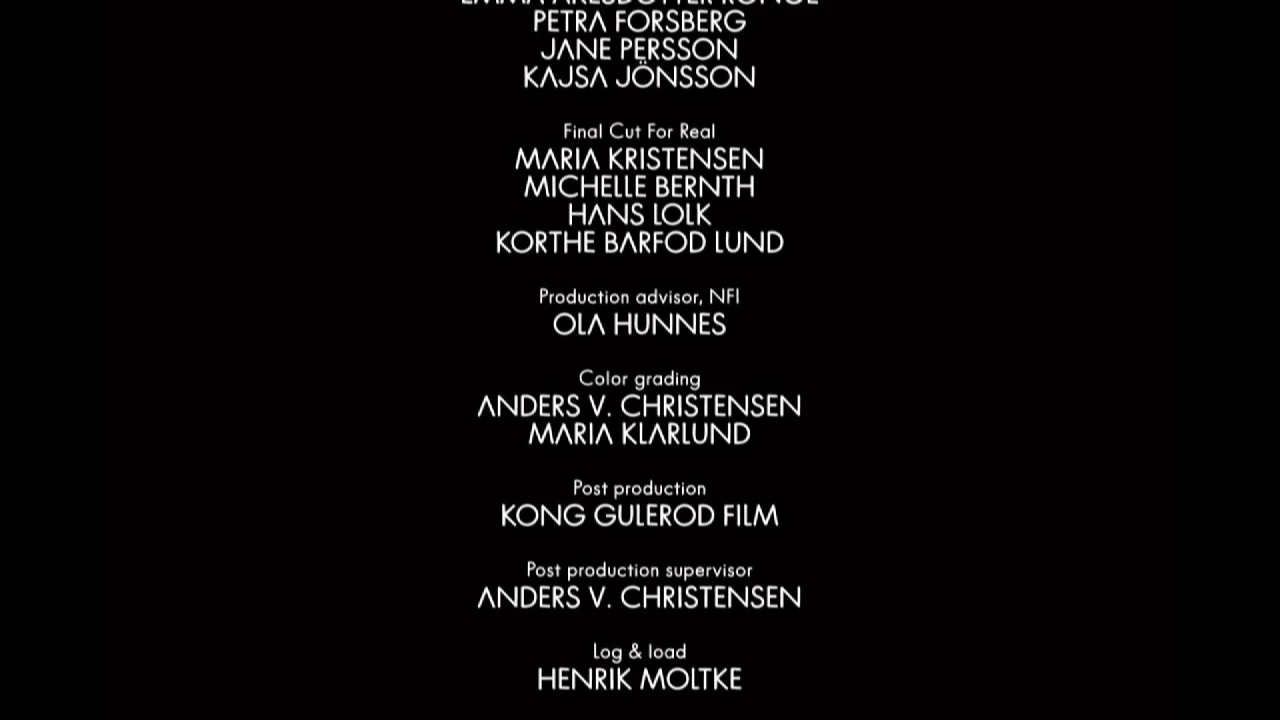 PETRA FORSBERG
JANE PERSSON
KAJSA JÖNSSON
Final Cut For Real
MARIA KRISTENSEN
MICHELLE BERNTH
HANS LOLK
KORTHE BARFOD LUND
Production advisor, NFI
OLA HUNNES
Color grading
ANDERS V. CHRISTENSEN
MARIA KLARLUND
Post production
KONG GULEROD FILM
Post production supervisor
ANDERS V. CHRISTENSEN
Log & load
HENRIK MOLTKE